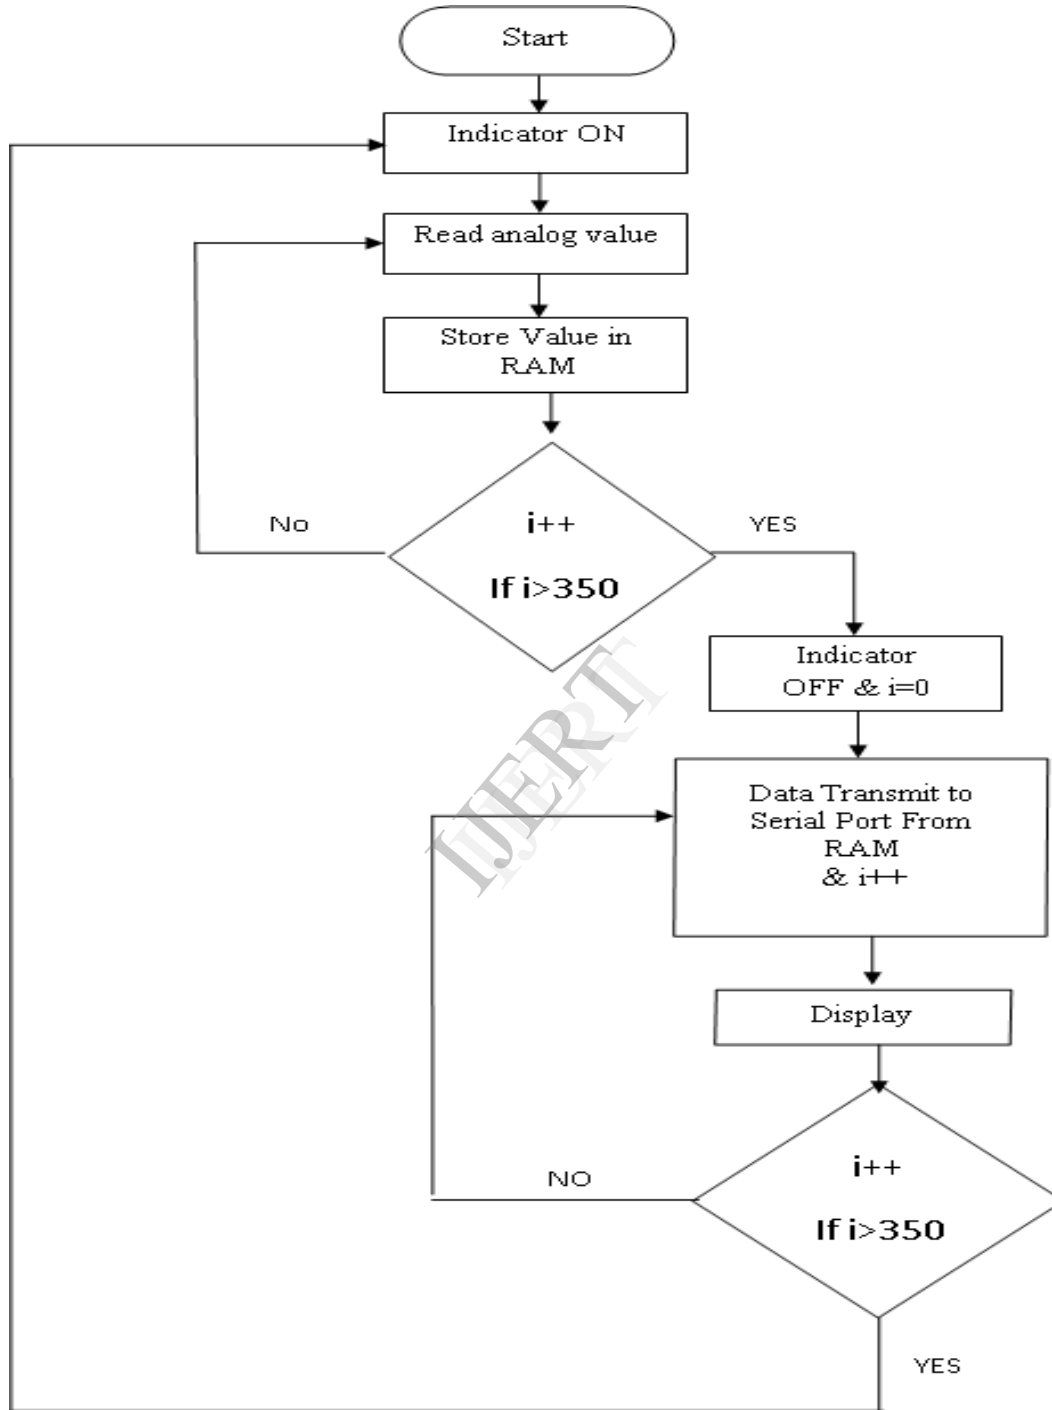 Start
Indicator ON
Read analog value
Store Value in
RAM
i++
If i>350
No
YES
Indicator
OFF & i=0
Data Transmit to
Serial Port From
RAM
& i++
Display
i++
If i>350
NO
YES
IJERT